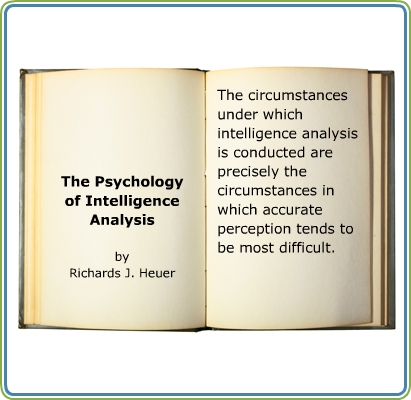 The Psychology
of Intelligence
Analysis
by
Richards J. Heuer
The circumstances
under which
intelligence analysis
is conducted are
precisely the
circumstances in
which accurate
perception tends to
be most difficult.